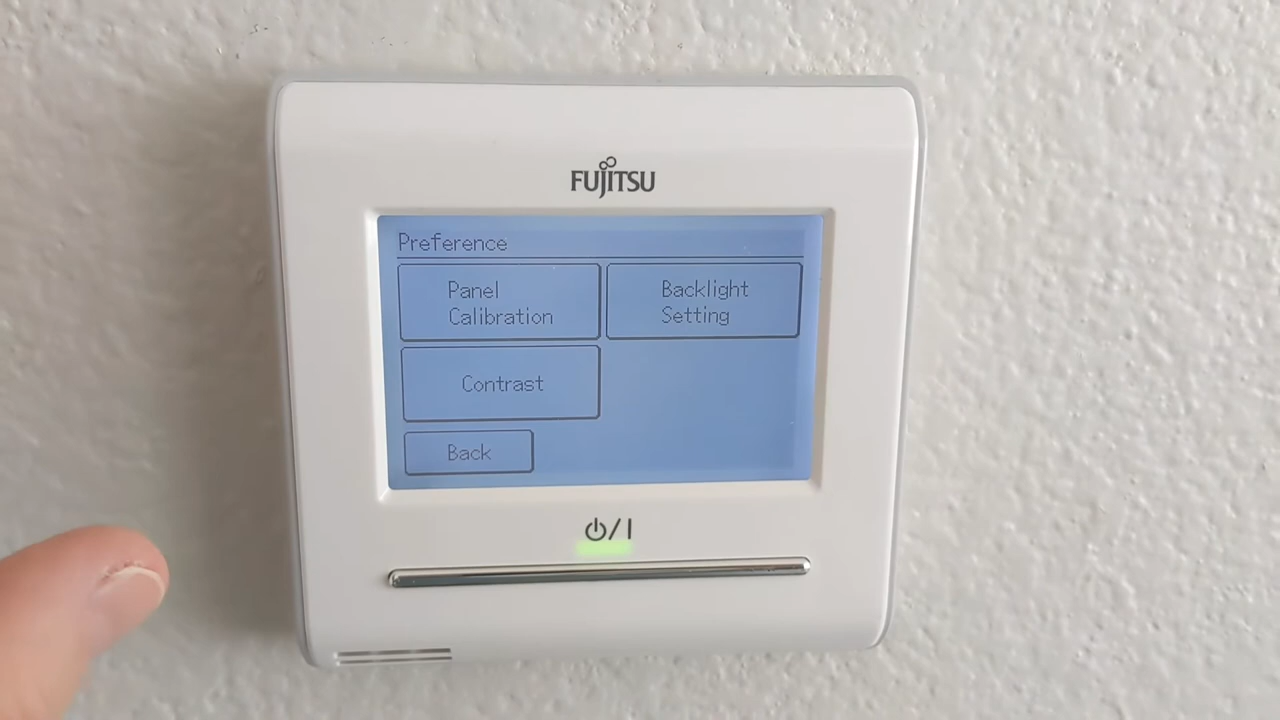 FUJITSU
Preference
Panel
Calibration
Backlight
Setting
Contrast
Back
⏻/|